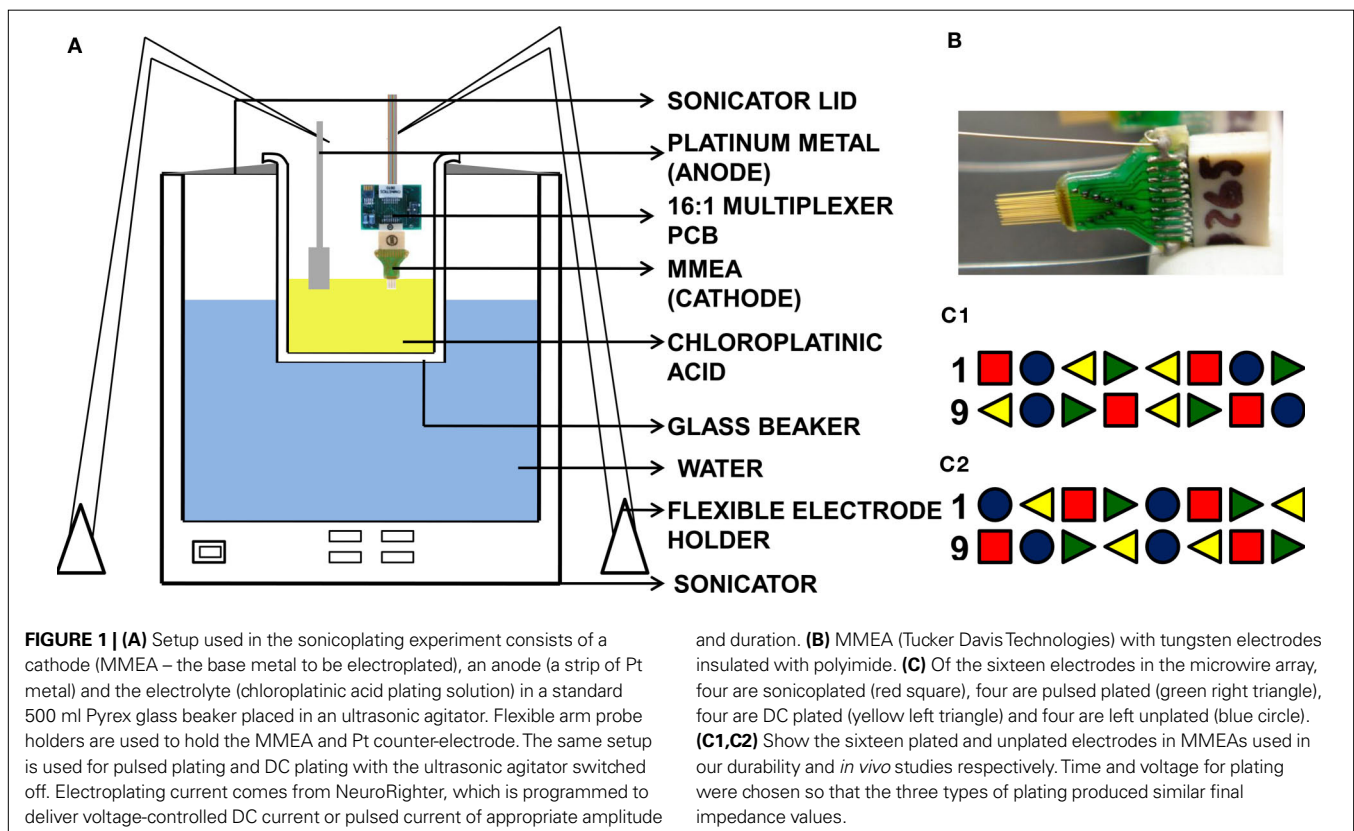 A
SONICATOR LID
PLATINUM METAL
(ANODE)
16:1 MULTIPLEXER
PCB
MMEA
(CATHODE)
CHLOROPLATINIC
ACID
GLASS BEAKER
WATER
FLEXIBLE ELECTRODE
HOLDER
SONICATOR
B
5926
C1
1
9
C2
1
9
FIGURE 1 | (A) Setup used in the sonicoplating experiment consists of a
cathode (MMEA – the base metal to be electroplated), an anode (a strip of Pt
metal) and the electrolyte (chloroplatinic acid plating solution) in a standard
500 ml Pyrex glass beaker placed in an ultrasonic agitator. Flexible arm probe
holders are used to hold the MMEA and Pt counter-electrode. The same setup
is used for pulsed plating and DC plating with the ultrasonic agitator switched
off. Electroplating current comes from NeuroRighter, which is programmed to
deliver voltage-controlled DC current or pulsed current of appropriate amplitude
and duration. (B) MMEA (Tucker Davis Technologies) with tungsten electrodes
insulated with polyimide. (C) Of the sixteen electrodes in the microwire array,
four are sonicoplated (red square), four are pulsed plated (green right triangle),
four are DC plated (yellow left triangle) and four are left unplated (blue circle).
(C1,C2) Show the sixteen plated and unplated electrodes in MMEAs used in
our durability and in vivo studies respectively. Time and voltage for plating
were chosen so that the three types of plating produced similar final
impedance values.